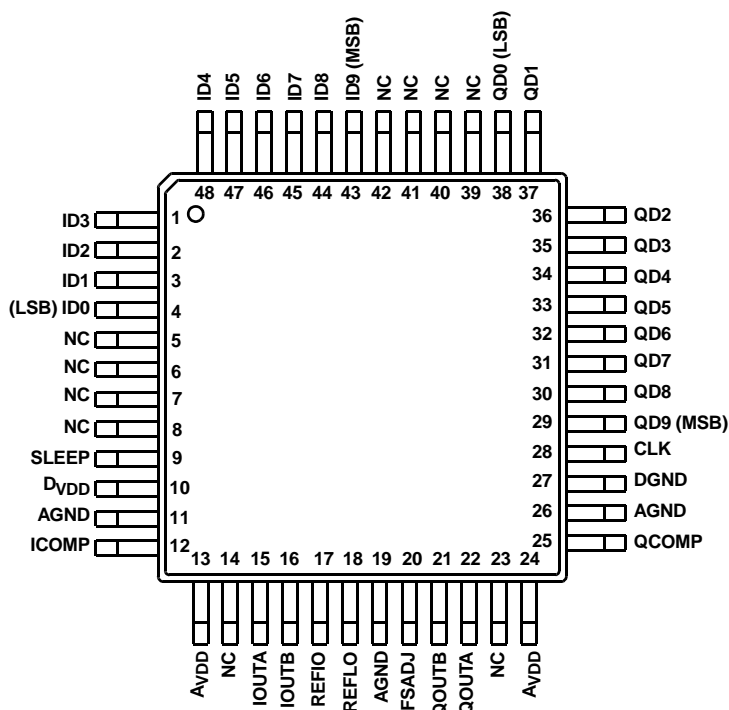 ID4
ID5
ID6
ID7
ID8
ID9 (MSB)
NC
NC
NC
NC
QD0 (LSB)
QD1
48 47 46 45 44 43 42 41 40 39 38 37
ID3 1
ID2 2
ID1 3
(LSB) ID0 4
NC 5
NC 6
NC 7
NC 8
SLEEP 9
DVDD 10
AGND 11
ICOMP 12
36 QD2
35 QD3
34 QD4
33 QD5
32 QD6
31 QD7
30 QD8
29 QD9 (MSB)
28 CLK
27 DGND
26 AGND
25 QCOMP
13 14 15 16 17 18 19 20 21 22 23 24
AVDD
NC
IOUTA
IOUTB
REFIO
REFLO
AGND
FSADJ
QOUTB
QOUTA
NC
AVDD